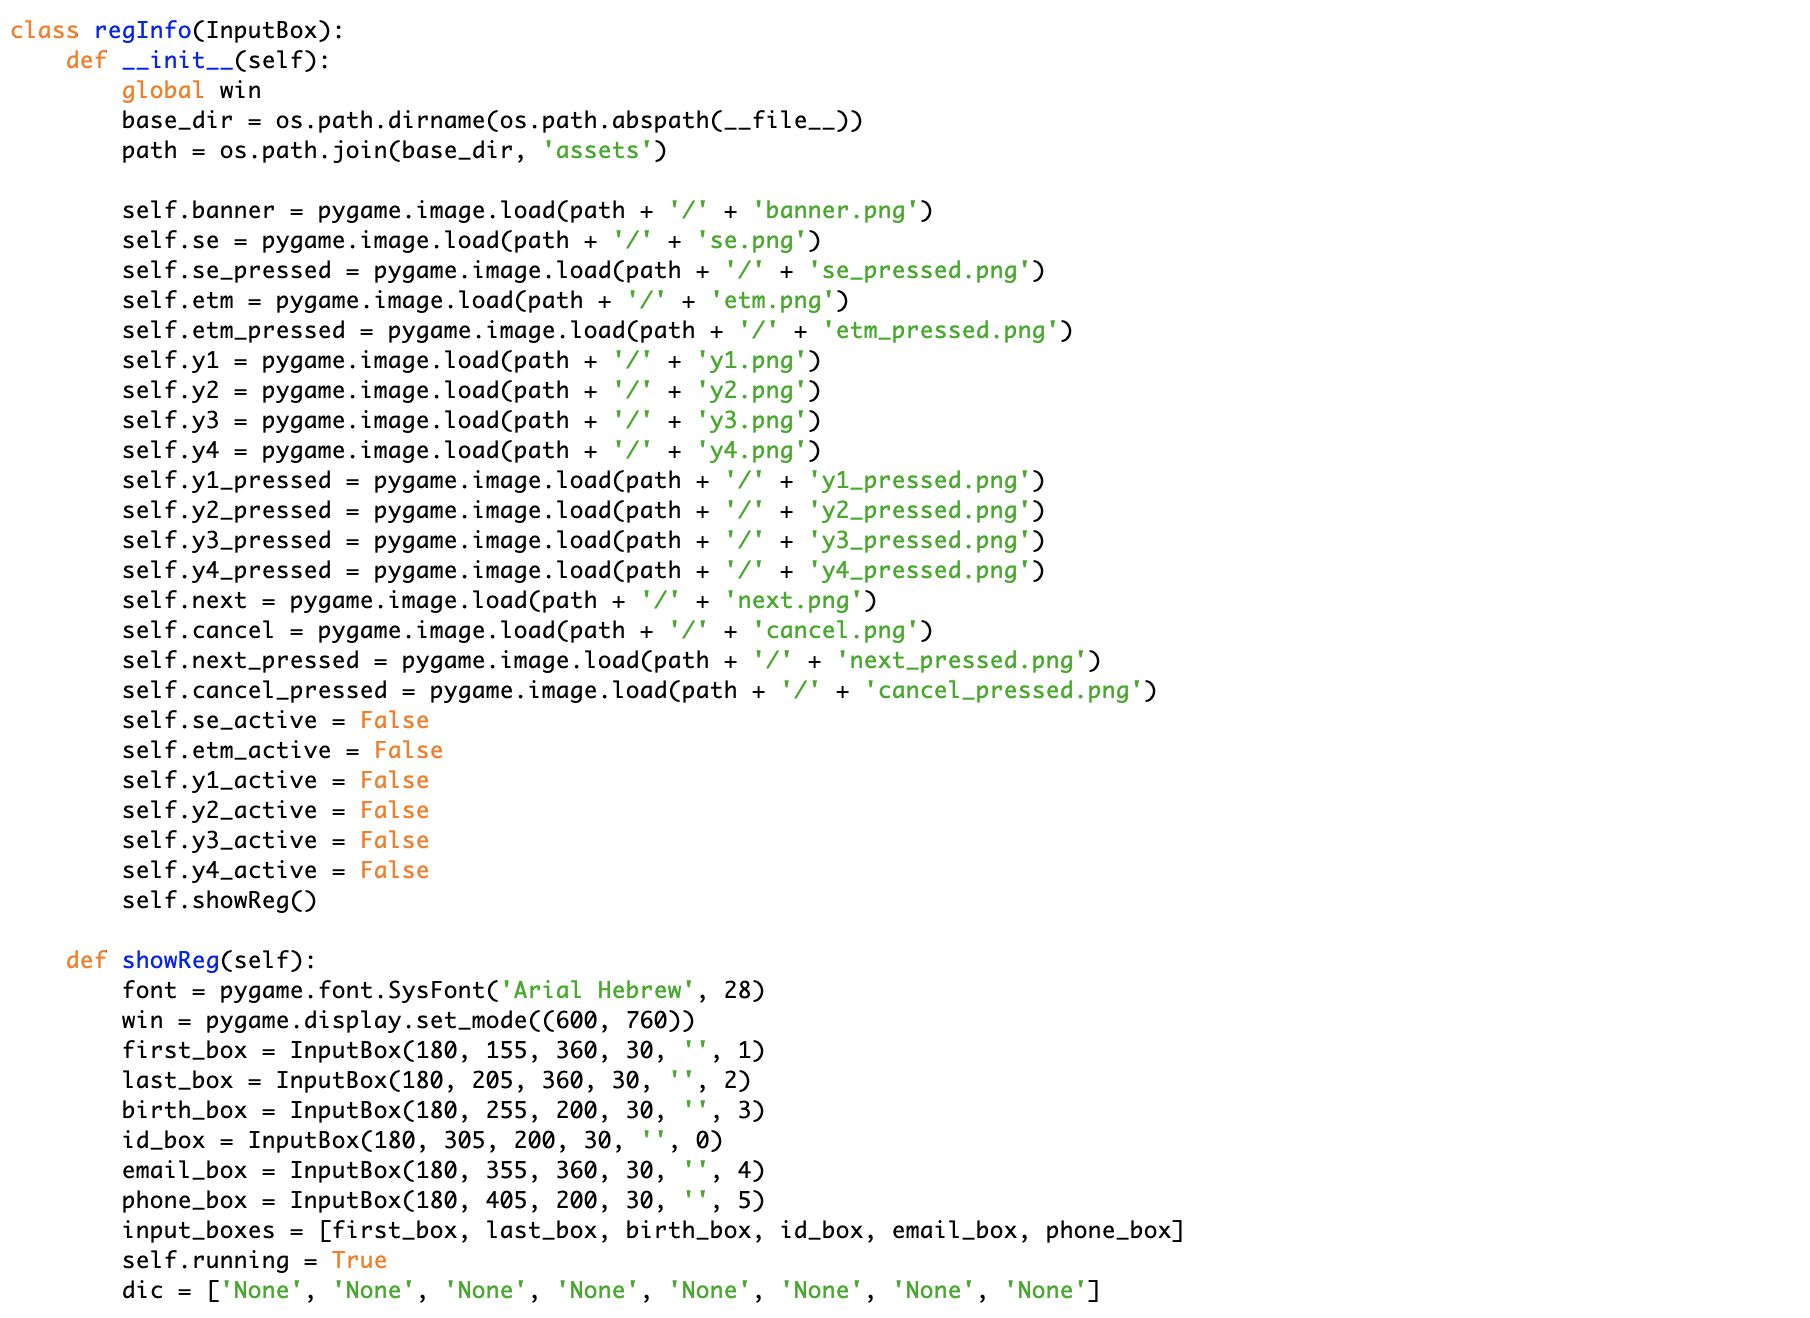 class regInfo(InputBox):
    def __init__(self):
        global win
        base_dir = os.path.dirname(os.path.abspath(__file__))
        path = os.path.join(base_dir, 'assets')

        self.banner = pygame.image.load(path + '/' + 'banner.png')
        self.se = pygame.image.load(path + '/' + 'se.png')
        self.se_pressed = pygame.image.load(path + '/' + 'se_pressed.png')
        self.etm = pygame.image.load(path + '/' + 'etm.png')
        self.etm_pressed = pygame.image.load(path + '/' + 'etm_pressed.png')
        self.y1 = pygame.image.load(path + '/' + 'y1.png')
        self.y2 = pygame.image.load(path + '/' + 'y2.png')
        self.y3 = pygame.image.load(path + '/' + 'y3.png')
        self.y4 = pygame.image.load(path + '/' + 'y4.png')
        self.y1_pressed = pygame.image.load(path + '/' + 'y1_pressed.png')
        self.y2_pressed = pygame.image.load(path + '/' + 'y2_pressed.png')
        self.y3_pressed = pygame.image.load(path + '/' + 'y3_pressed.png')
        self.y4_pressed = pygame.image.load(path + '/' + 'y4_pressed.png')
        self.next = pygame.image.load(path + '/' + 'next.png')
        self.cancel = pygame.image.load(path + '/' + 'cancel.png')
        self.next_pressed = pygame.image.load(path + '/' + 'next_pressed.png')
        self.cancel_pressed = pygame.image.load(path + '/' + 'cancel_pressed.png')
        self.se_active = False
        self.etm_active = False
        self.y1_active = False
        self.y2_active = False
        self.y3_active = False
        self.y4_active = False
        self.showReg()

    def showReg(self):
        font = pygame.font.SysFont('Arial Hebrew', 28)
        win = pygame.display.set_mode((600, 760))
        first_box = InputBox(180, 155, 360, 30, '', 1)
        last_box = InputBox(180, 205, 360, 30, '', 2)
        birth_box = InputBox(180, 255, 200, 30, '', 3)
        id_box = InputBox(180, 305, 200, 30, '', 0)
        email_box = InputBox(180, 355, 360, 30, '', 4)
        phone_box = InputBox(180, 405, 200, 30, '', 5)
        input_boxes = [first_box, last_box, birth_box, id_box, email_box, phone_box]
        self.running = True
        dic = ['None', 'None', 'None', 'None', 'None', 'None', 'None', 'None']